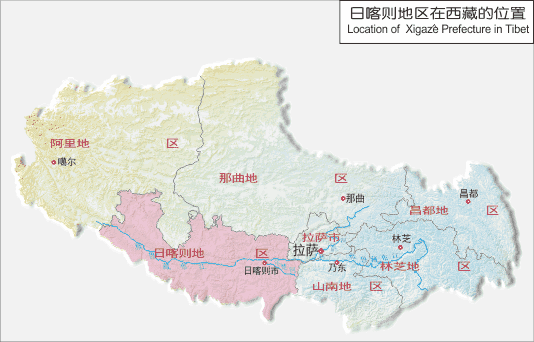 日喀则地区在西藏的位置
Location of Xigazê Prefecture in Tibet
阿里地 区
噶尔
那曲地 区
那曲
昌都
昌都地 区
拉萨市
拉萨
林芝
日喀则地 区
日喀则市
乃东
林芝地 区
山南地 区